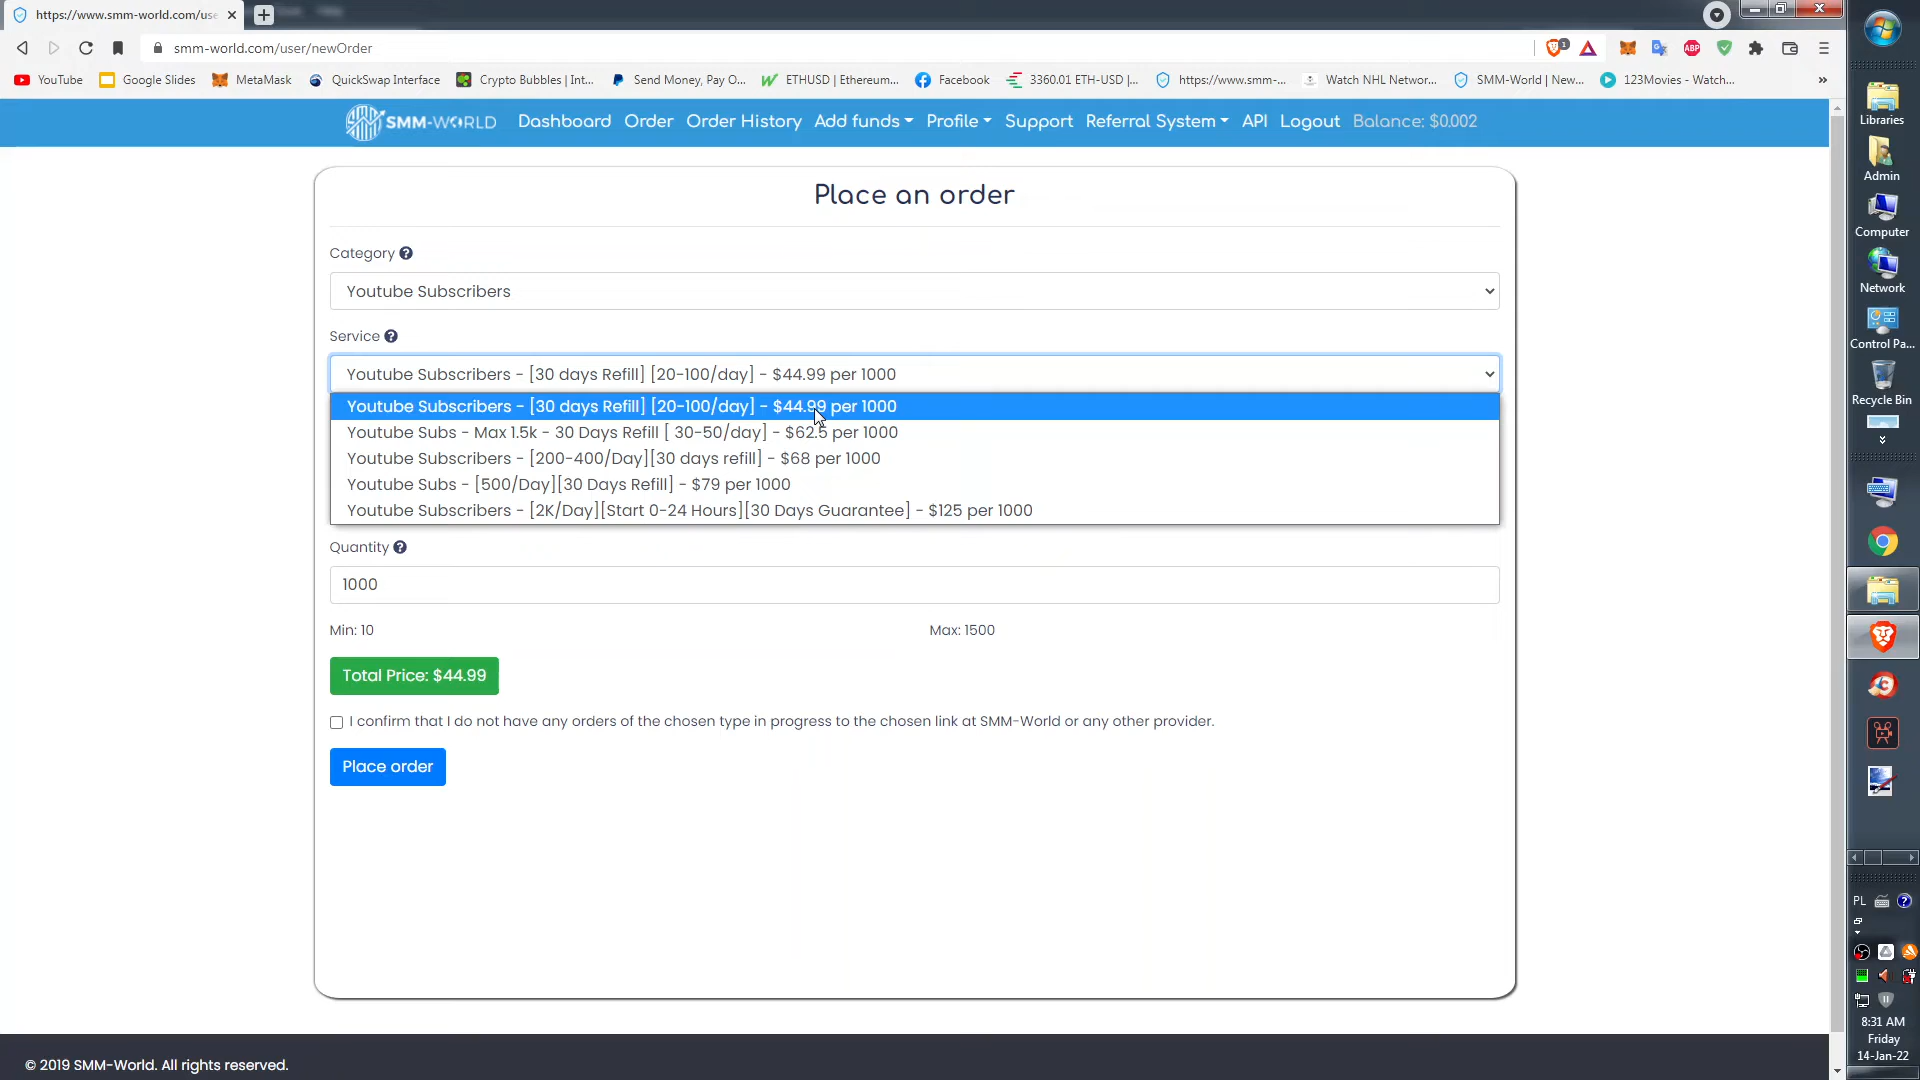 https://www.smm-world.com/use
smm-world.com/user/newOrder
1
YouTube
Google Slides
MetaMask
QuickSwap Interface
Crypto Bubbles | Int...
Send Money, Pay O...
ETHUSD | Ethereum...
Facebook
3360.01 ETH-USD |...
https://www.smm-...
Watch NHL Networ...
SMM-World | New...
123Movies - Watch...
SMM-WORLD
Dashboard
Order
Order History
Add funds
Profile
Support
Referral System
API
Logout
Balance: $0.002
Place an order
Category
Youtube Subscribers
Service
Youtube Subscribers - [30 days Refill] [20-100/day] - $44.99 per 1000
Youtube Subscribers - [30 days Refill] [20-100/day] - $44.99 per 1000
Youtube Subs - Max 1.5k - 30 Days Refill [ 30-50/day] - $62.5 per 1000
Youtube Subscribers - [200-400/Day][30 days refill] - $68 per 1000
Youtube Subs - [500/Day][30 Days Refill] - $79 per 1000
Youtube Subscribers - [2K/Day][Start 0-24 Hours][30 Days Guarantee] - $125 per 1000
Quantity
1000
Min: 10
Max: 1500
Total Price: $44.99
I confirm that I do not have any orders of the chosen type in progress to the chosen link at SMM-World or any other provider.
Place order
© 2019 SMM-World. All rights reserved.
Libraries
Admin
Computer
Network
Control Pa...
Recycle Bin
ABP
PL
8:31 AM
Friday
14-Jan-22